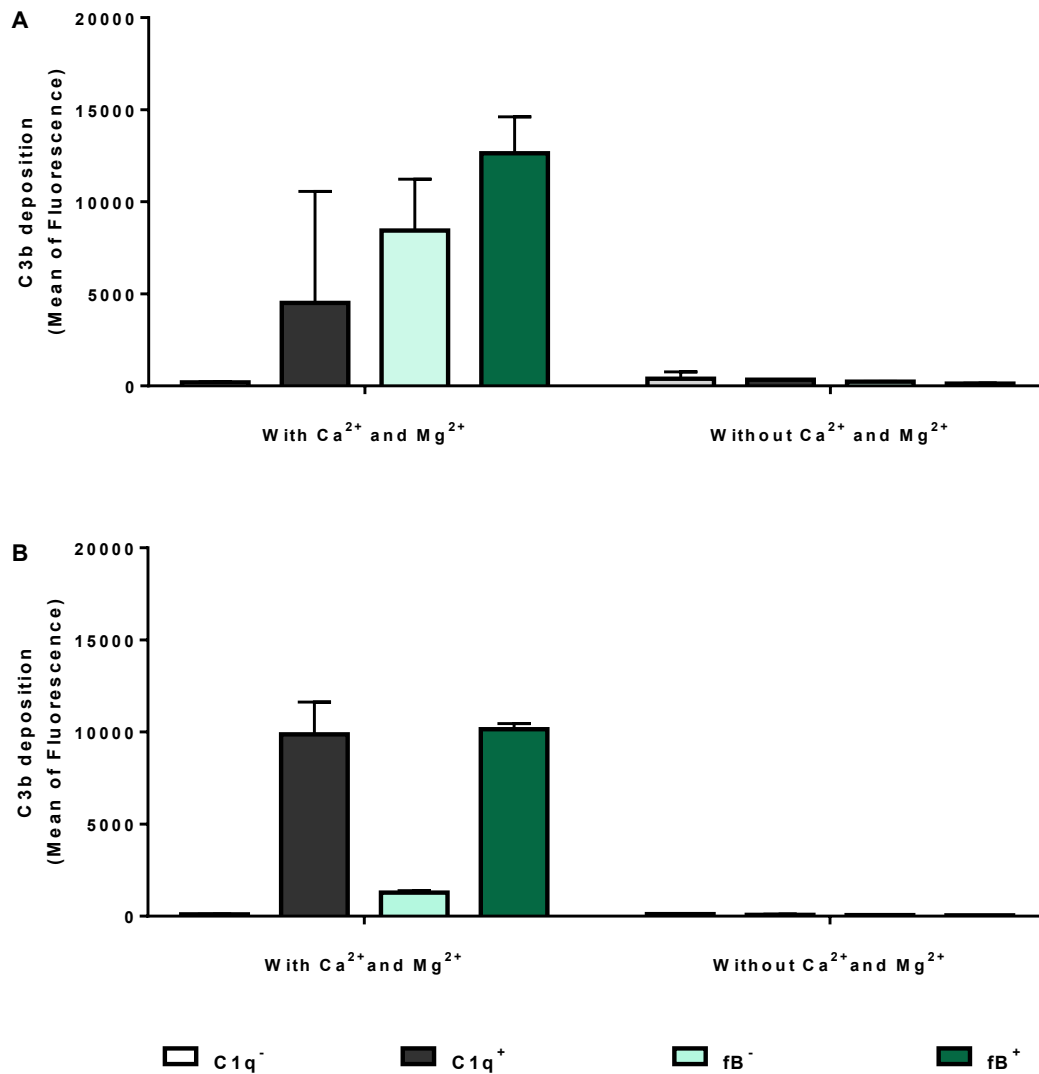 A
20000
15000
10000
5000
0
C3b deposition
(Mean of Fluorescence)
With Ca²⁺ and Mg²⁺
Without Ca²⁺ and Mg²⁺
B
20000
15000
10000
5000
0
C3b deposition
(Mean of Fluorescence)
With Ca²⁺and Mg²⁺
Without Ca²⁺and Mg²⁺
C1q⁻
C1q⁺
fB⁻
fB⁺